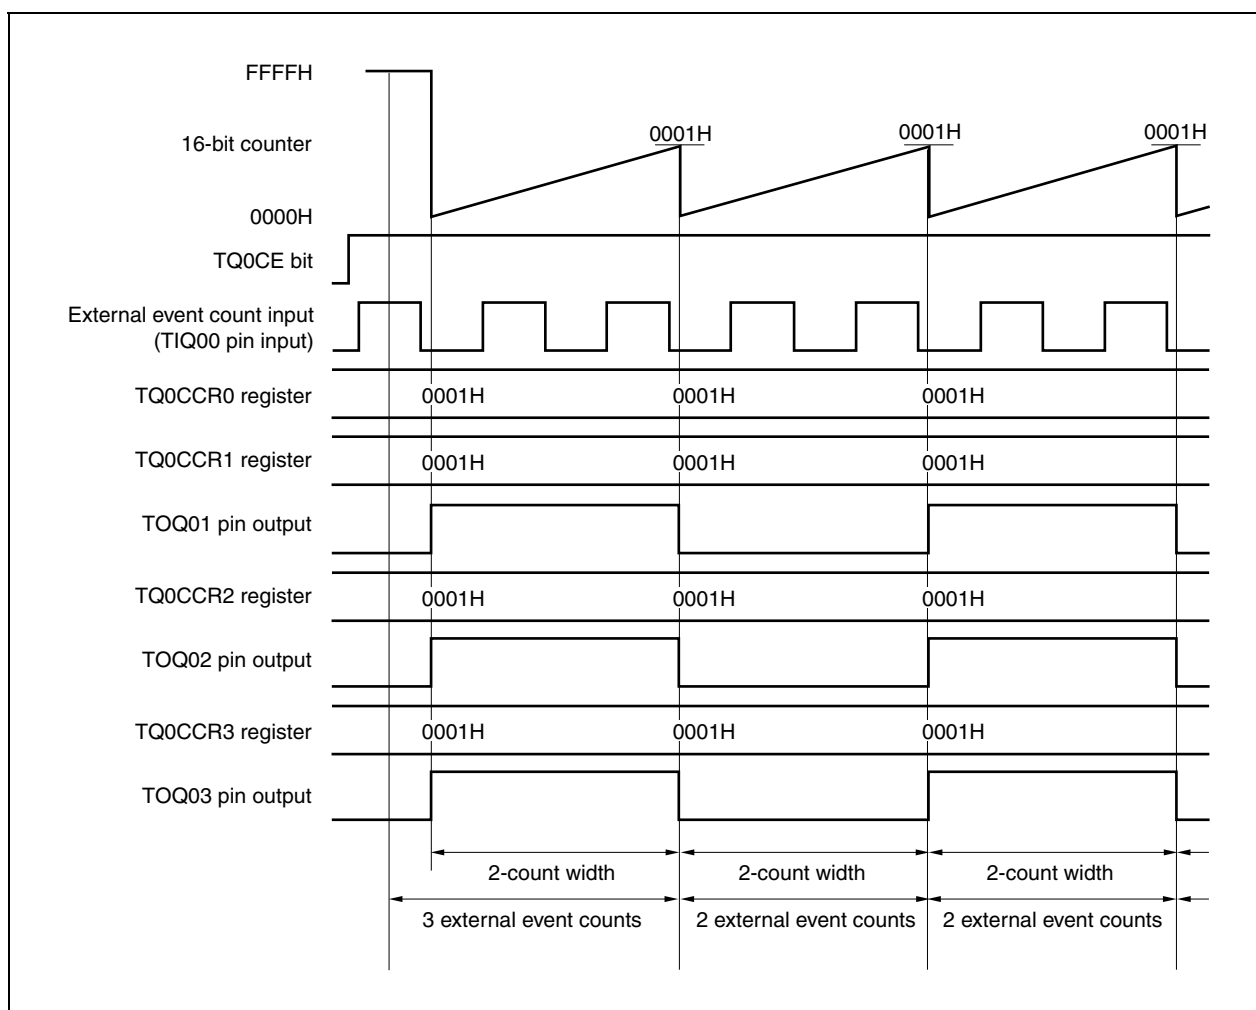 FFFFH
16-bit counter
0001H 0001H 0001H
0000H
TQ0CE bit
External event count input
(TIQ00 pin input)
TQ0CCR0 register 0001H 0001H 0001H
TQ0CCR1 register 0001H 0001H 0001H
TOQ01 pin output
TQ0CCR2 register 0001H 0001H 0001H
TOQ02 pin output
TQ0CCR3 register 0001H 0001H 0001H
TOQ03 pin output
2-count width 2-count width 2-count width
3 external event counts 2 external event counts 2 external event counts